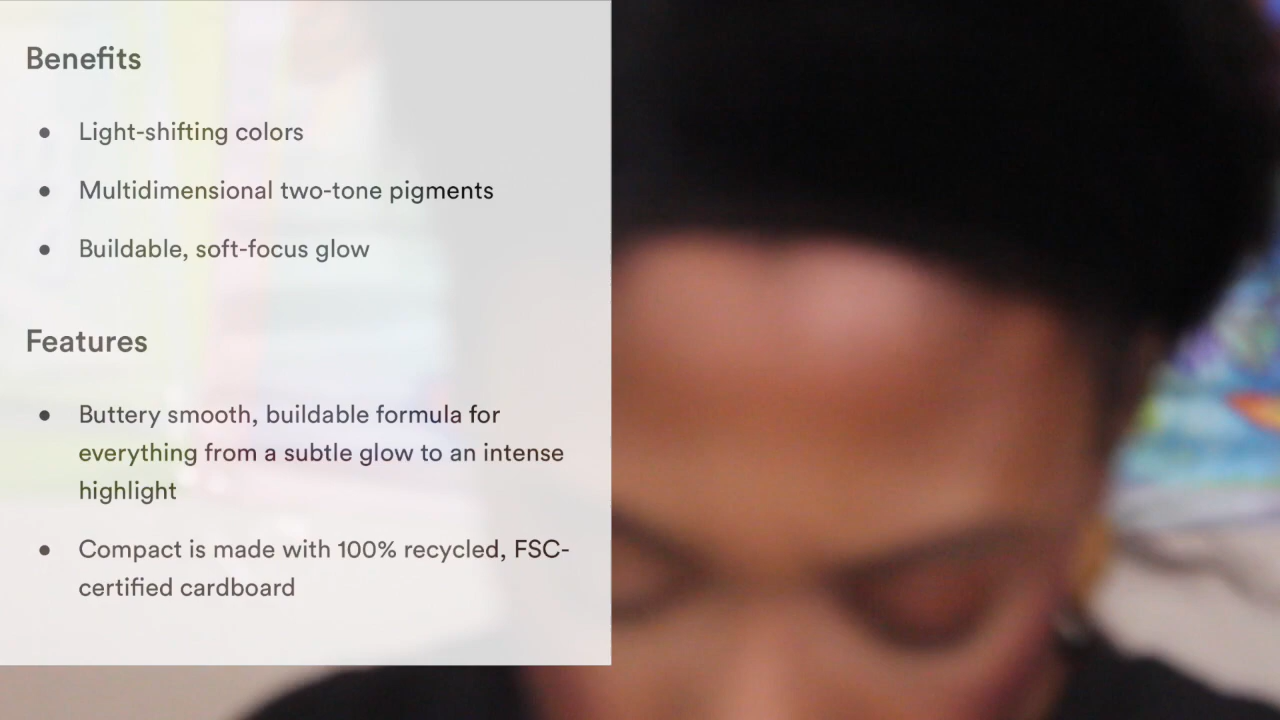 Benefits
● Light-shifting colors
● Multidimensional two-tone pigments
● Buildable, soft-focus glow
Features
● Buttery smooth, buildable formula for
everything from a subtle glow to an intense
highlight
● Compact is made with 100% recycled, FSC-
certified cardboard